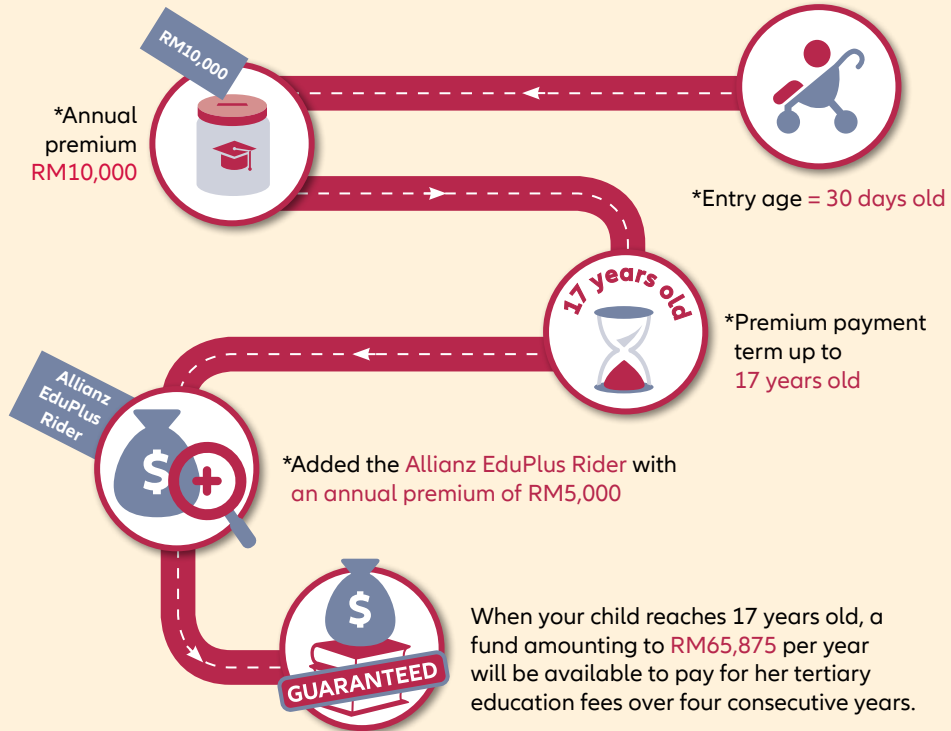 RM10,000
*Annual
premium
RM10,000
*Entry age = 30 days old
17 years old
*Premium payment
term up to
17 years old
Allianz
EduPlus
Rider
$
*Added the Allianz EduPlus Rider with
an annual premium of RM5,000
$
GUARANTEED
When your child reaches 17 years old, a
fund amounting to RM65,875 per year
will be available to pay for her tertiary
education fees over four consecutive years.